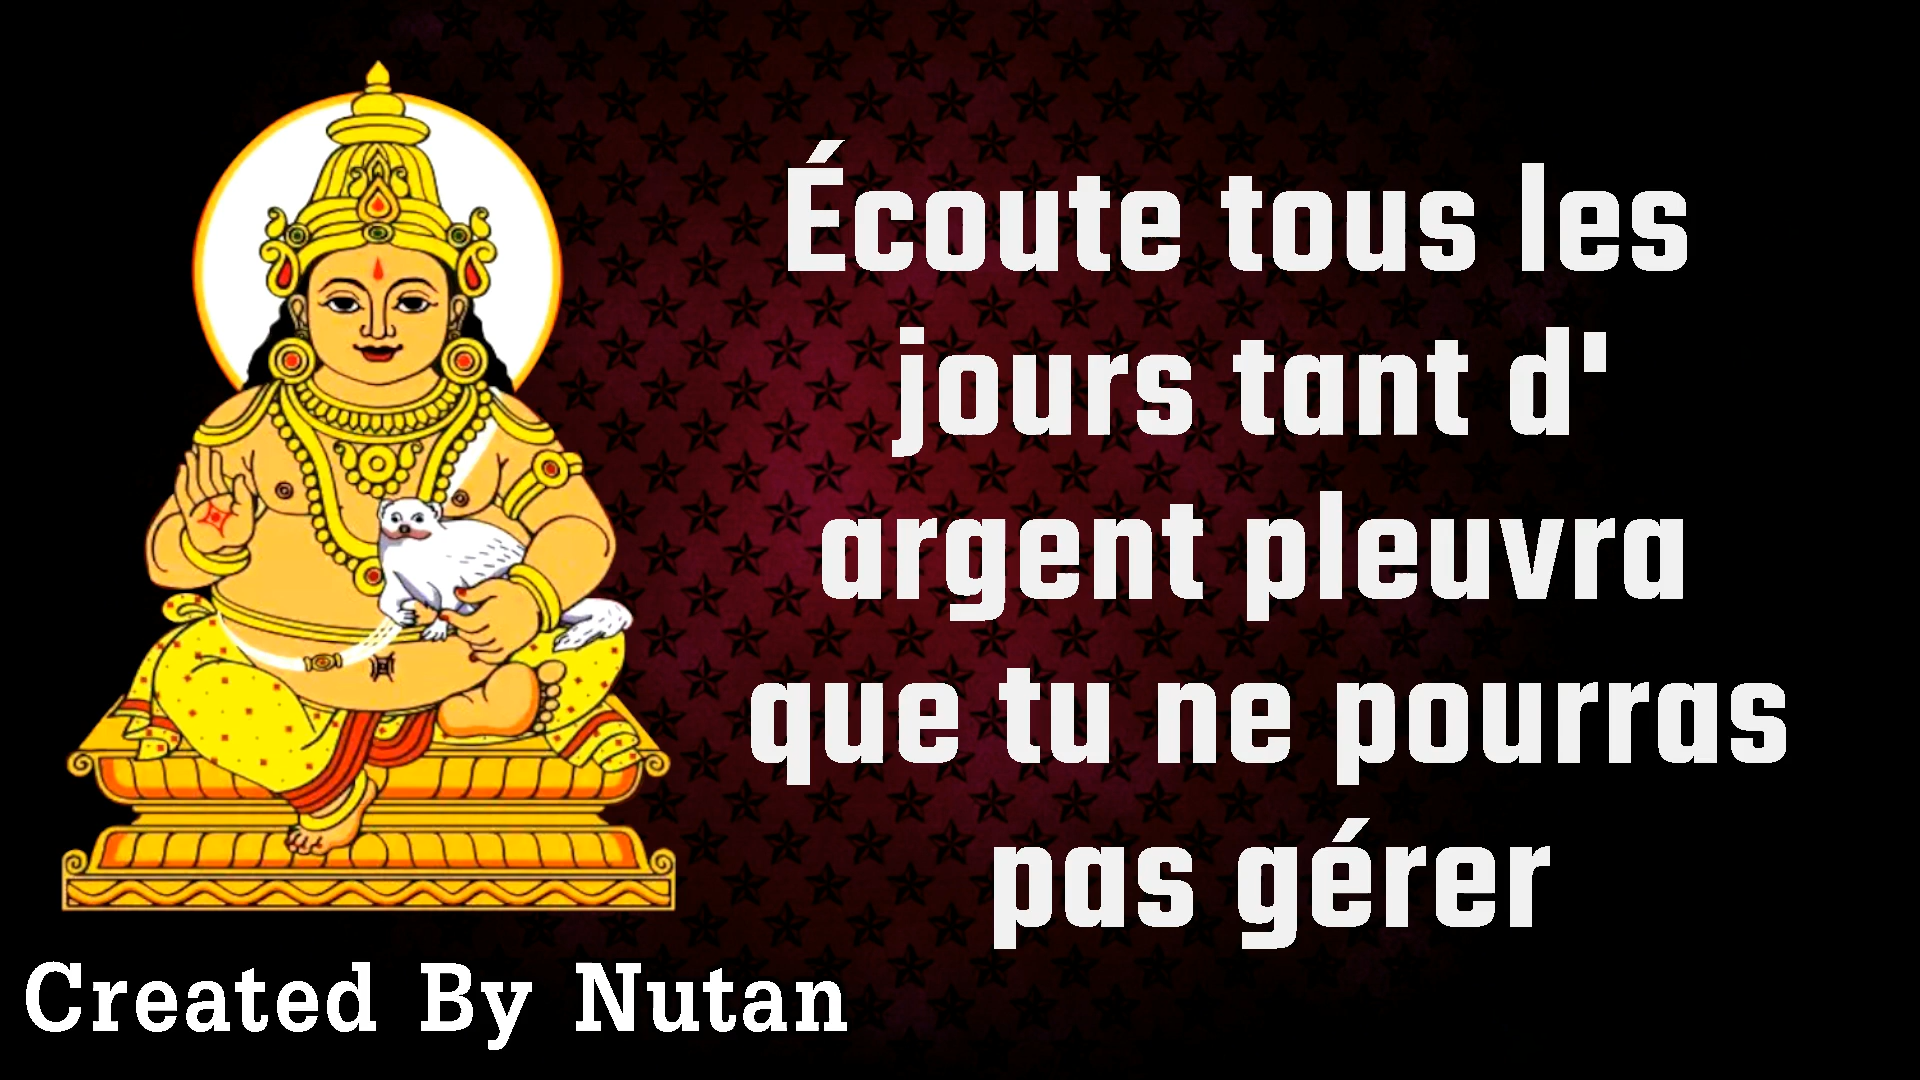 Écoute tous les
jours tant d'
argent pleuvra
que tu ne pourras
pas gérer
Created By Nutan